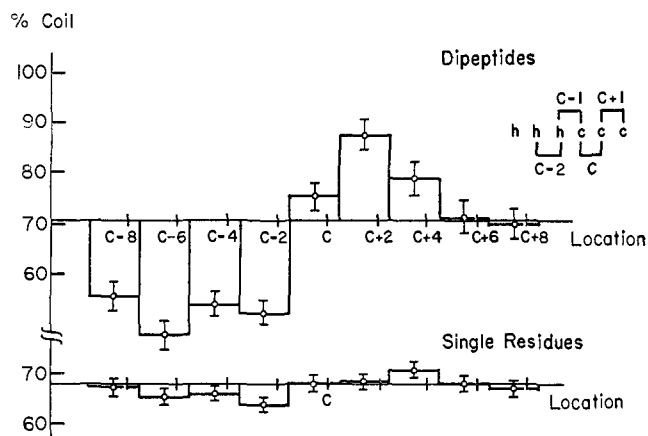 % Coil
Dipeptides
100
90
80
70
60
C-1 C+1
h h h c c c c
C-2 C
C-8 C-6 C-4 C-2 C C+2 C+4 C+6 C+8
Location
Single Residues
70
60
C
Location